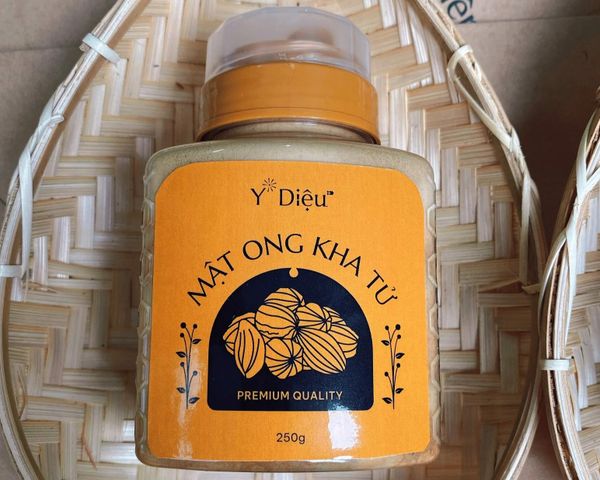 Y Diệu
MẬT ONG KHA TỬ
PREMIUM QUALITY
250g